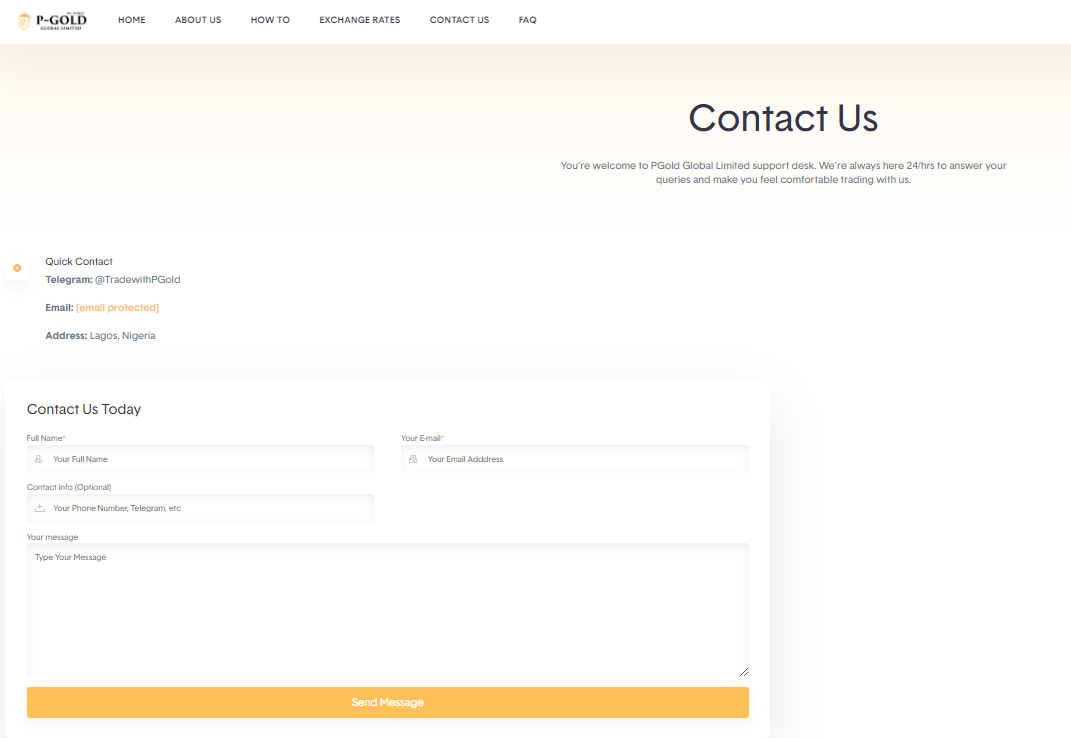 P-GOLD
GLOBAL LIMITED
HOME ABOUT US HOW TO EXCHANGE RATES CONTACT US FAQ
Contact Us
You're welcome to PGold Global Limited support desk. We're always here 24/hrs to answer your
queries and make you feel comfortable trading with us.
Quick Contact
Telegram: @TradewithPGold
Email: [email protected]
Address: Lagos, Nigeria
Contact Us Today
Full Name*
Your E-mail*
Your Full Name
Your Email Adddress
Contact info (Optional)
Your Phone Number, Telegram, etc
Your message
Type Your Message
Send Message